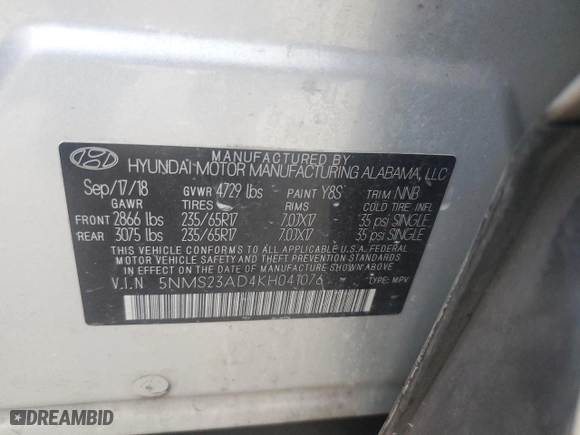 MANUFACTURED BY
HYUNDAI MOTOR MANUFACTURING ALABAMA, LLC
Sep/17/18 GVWR 4729 lbs PAINT Y8S TRIM NNB
GAWR TIRES RIMS COLD TIRE INFL
FRONT 2866 lbs 235/65R17 7.0JX17 35 psi SINGLE
REAR 3075 lbs 235/65R17 7.0JX17 35 psi SINGLE
THIS VEHICLE CONFORMS TO ALL APPLICABLE U.S.A. FEDERAL
MOTOR VEHICLE SAFETY AND THEFT PREVENTION STANDARDS
IN EFFECT ON THE DATE OF MANUFACTURE SHOWN ABOVE.
V.I.N 5NMS23AD4KH041076 TYPE: MPV
DREAMBID